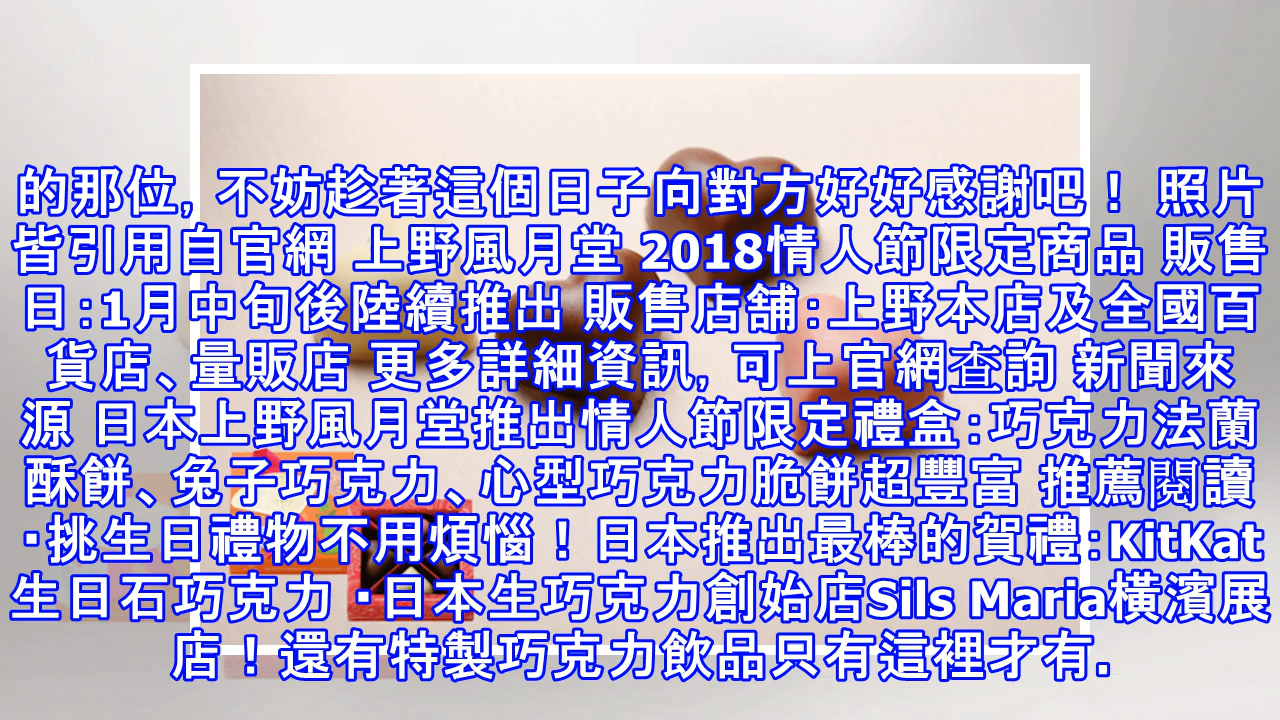 的那位, 不妨趁著這個日子向對方好好感謝吧！ 照片
皆引用自官網 上野風月堂 2018情人節限定商品 販售
日:1月中旬後陸續推出 販售店舖:上野本店及全國百
貨店、量販店 更多詳細資訊, 可上官網查詢 新聞來
源 日本上野風月堂推出情人節限定禮盒:巧克力法蘭
酥餅、兔子巧克力、心型巧克力脆餅超豐富 推薦閱讀
·挑生日禮物不用煩惱！日本推出最棒的賀禮:KitKat
生日石巧克力 ·日本生巧克力創始店Sils Maria橫濱展
店！還有特製巧克力飲品只有這裡才有.